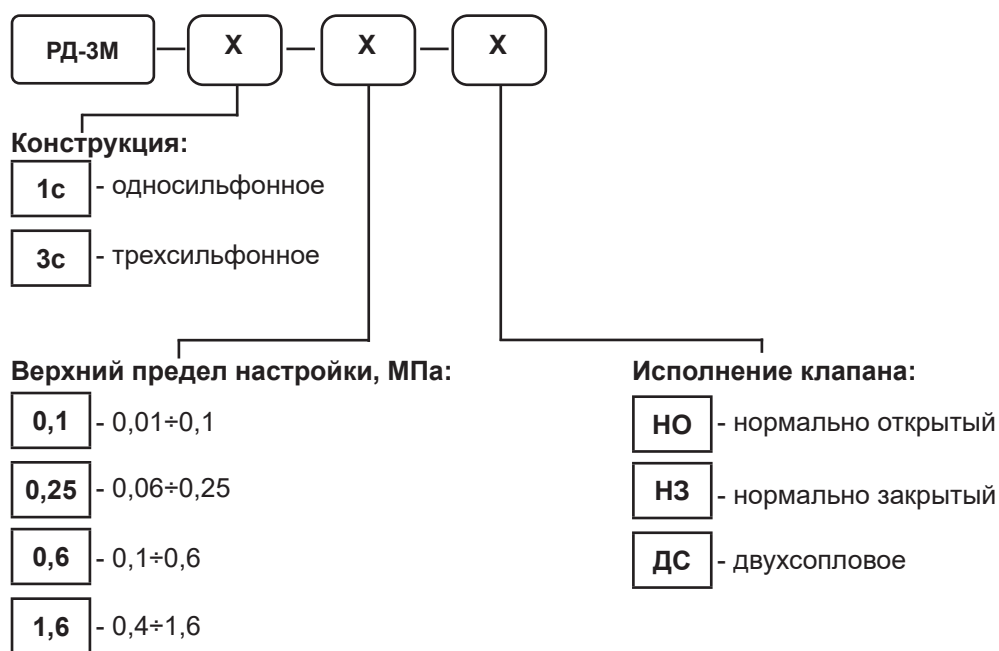 РД-3М — X — X — X
Конструкция:
1с - односильфонное
3с - трехсильфонное
Верхний предел настройки, МПа:
0,1 - 0,01÷0,1
0,25 - 0,06÷0,25
0,6 - 0,1÷0,6
1,6 - 0,4÷1,6
Исполнение клапана:
НО - нормально открытый
НЗ - нормально закрытый
ДС - двухсопловое